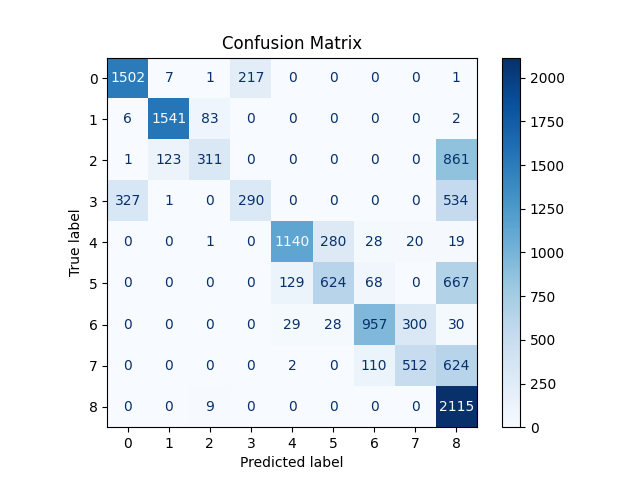 Confusion Matrix
0 1502 7 1 217 0 0 0 0 1
1 6 1541 83 0 0 0 0 0 2
2 1 123 311 0 0 0 0 0 861
3 327 1 0 290 0 0 0 0 534
4 0 0 1 0 1140 280 28 20 19
5 0 0 0 0 129 624 68 0 667
6 0 0 0 0 29 28 957 300 30
7 0 0 0 0 2 0 110 512 624
8 0 0 9 0 0 0 0 0 2115
0 1 2 3 4 5 6 7 8
Predicted label
True label
2000
1750
1500
1250
1000
750
500
250
0